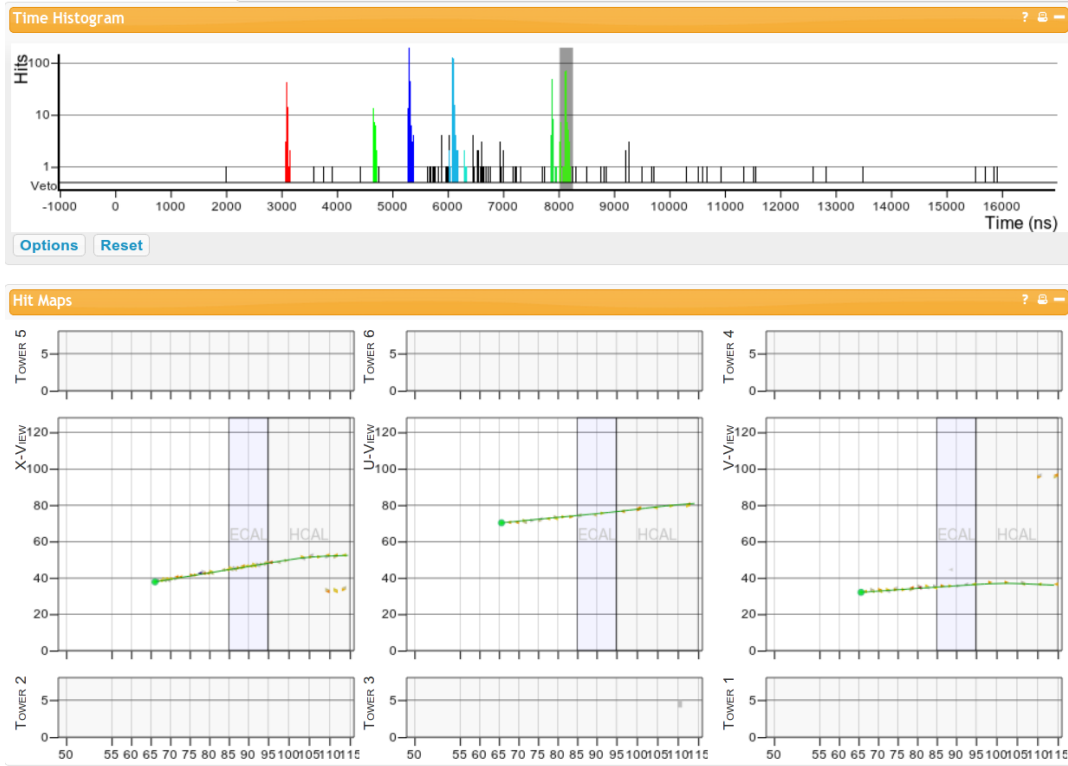 Time Histogram
?
Hits
100
10
1
Veto
-1000 0 1000 2000 3000 4000 5000 6000 7000 8000 9000 10000 11000 12000 13000 14000 15000 16000
Time (ns)
Options Reset
Hit Maps
?
TOWER 5
5
0
TOWER 6
5
0
TOWER 4
5
0
X-VIEW
120
100
80
60
40
20
0
ECAL HCAL
U-VIEW
120
100
80
60
40
20
0
ECAL HCAL
V-VIEW
120
100
80
60
40
20
0
ECAL HCAL
TOWER 2
5
0
50 55 60 65 70 75 80 85 90 95 100 105 110 115
TOWER 3
5
0
50 55 60 65 70 75 80 85 90 95 100 105 110 115
TOWER 1
5
0
50 55 60 65 70 75 80 85 90 95 100 105 110 115